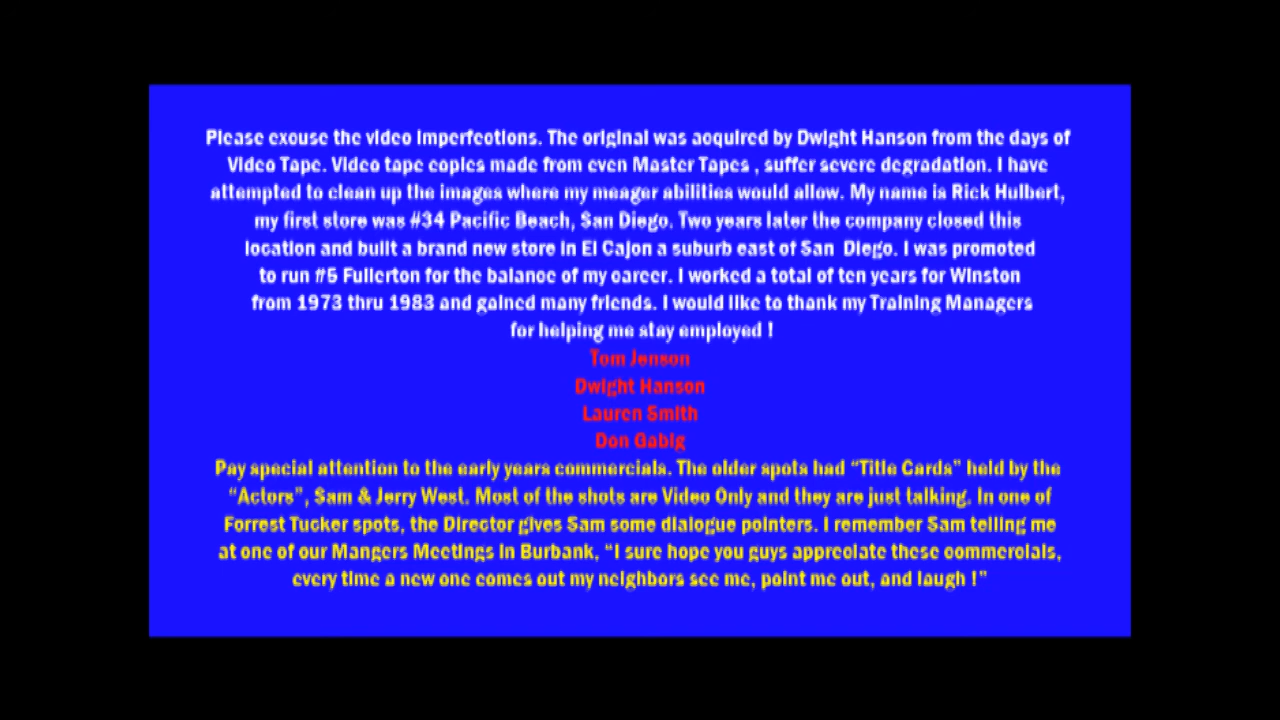 Please excuse the video imperfections. The original was acquired by Dwight Hanson from the days of
Video Tape. Video tape copies made from even Master Tapes , suffer severe degradation. I have
attempted to clean up the images where my meager abilities would allow. My name is Rick Hulbert,
my first store was #34 Pacific Beach, San Diego. Two years later the company closed this
location and built a brand new store in El Cajon a suburb east of San Diego. I was promoted
to run #5 Fullerton for the balance of my career. I worked a total of ten years for Winston
from 1973 thru 1983 and gained many friends. I would like to thank my Training Managers
for helping me stay employed !
Tom Jenson
Dwight Hanson
Lauren Smith
Don Gabig
Pay special attention to the early years commercials. The older spots had “Title Cards” held by the
“Actors”, Sam & Jerry West. Most of the shots are Video Only and they are just talking. In one of
Forrest Tucker spots, the Director gives Sam some dialogue pointers. I remember Sam telling me
at one of our Mangers Meetings in Burbank, “I sure hope you guys appreciate these commercials,
every time a new one comes out my neighbors see me, point me out, and laugh !”